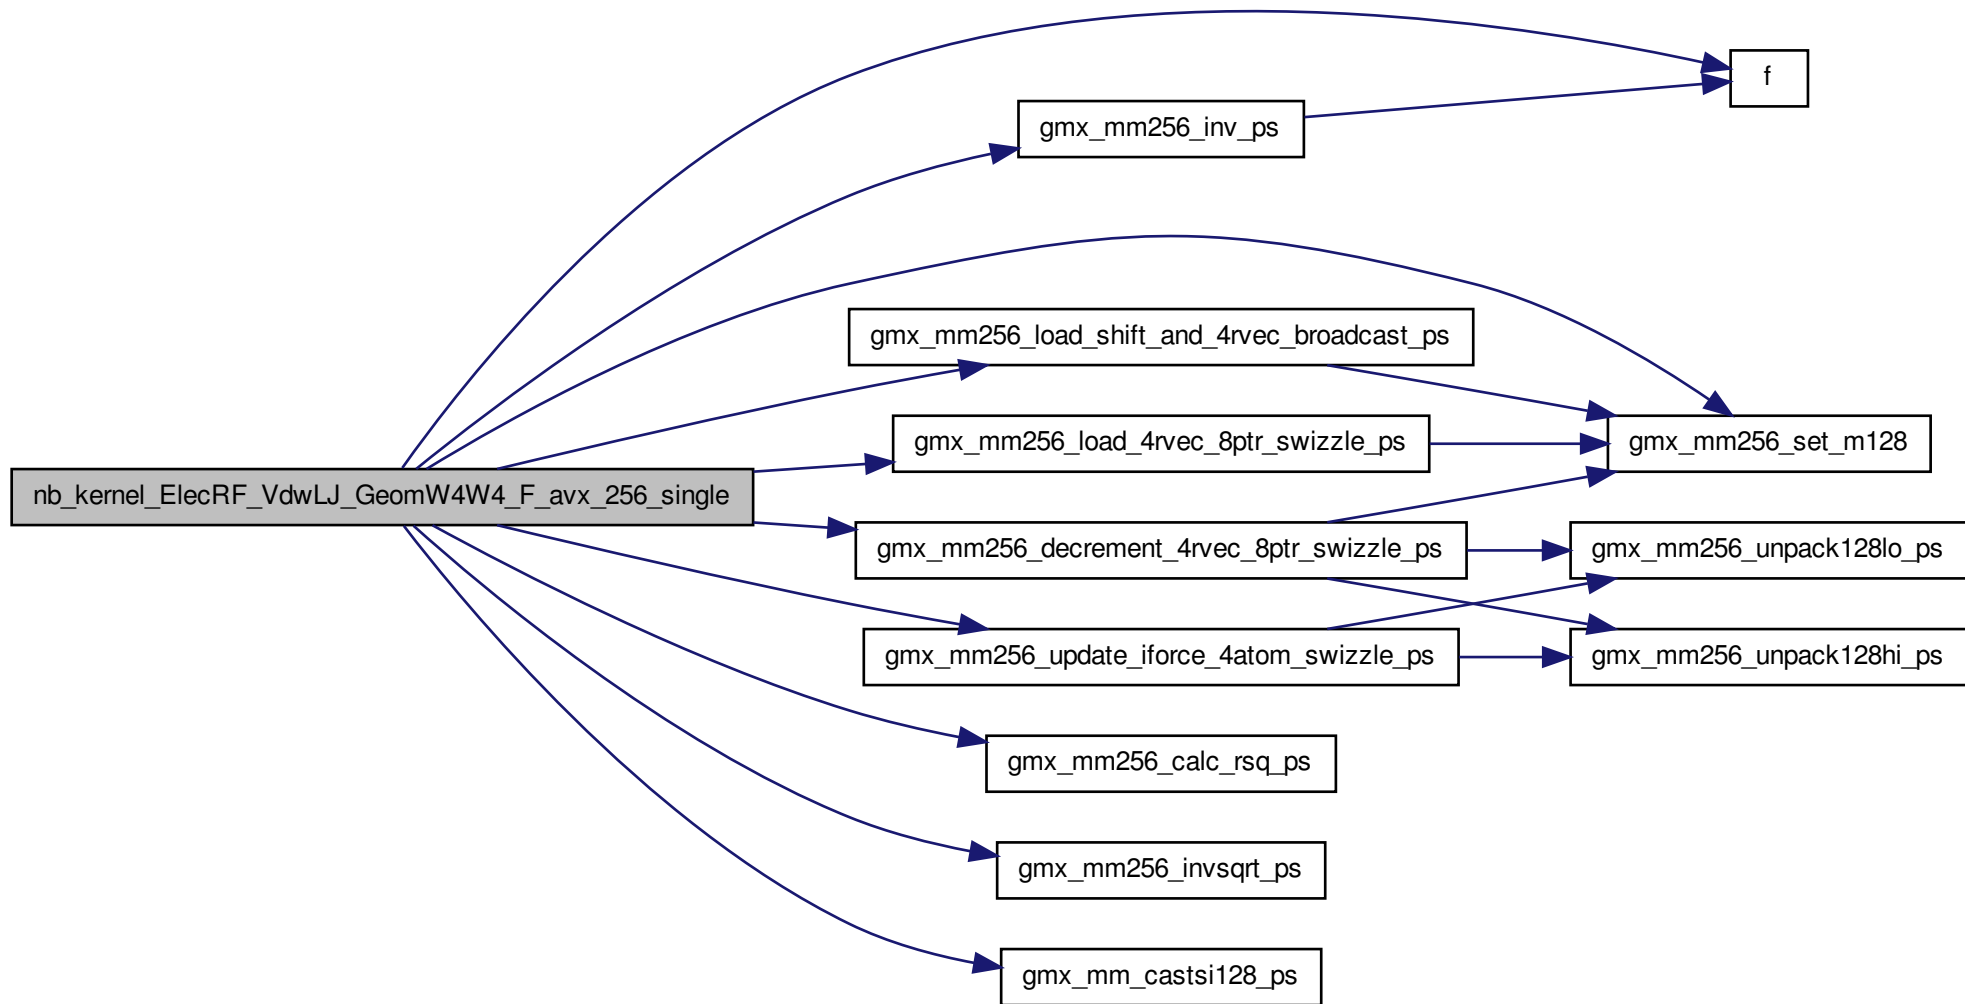 f
gmx_mm256_inv_ps
gmx_mm256_load_shift_and_4rvec_broadcast_ps
gmx_mm256_load_4rvec_8ptr_swizzle_ps
gmx_mm256_set_m128
nb_kernel_ElecRF_VdwLJ_GeomW4W4_F_avx_256_single
gmx_mm256_decrement_4rvec_8ptr_swizzle_ps
gmx_mm256_unpack128lo_ps
gmx_mm256_update_iforce_4atom_swizzle_ps
gmx_mm256_unpack128hi_ps
gmx_mm256_calc_rsq_ps
gmx_mm256_invsqrt_ps
gmx_mm_castsi128_ps